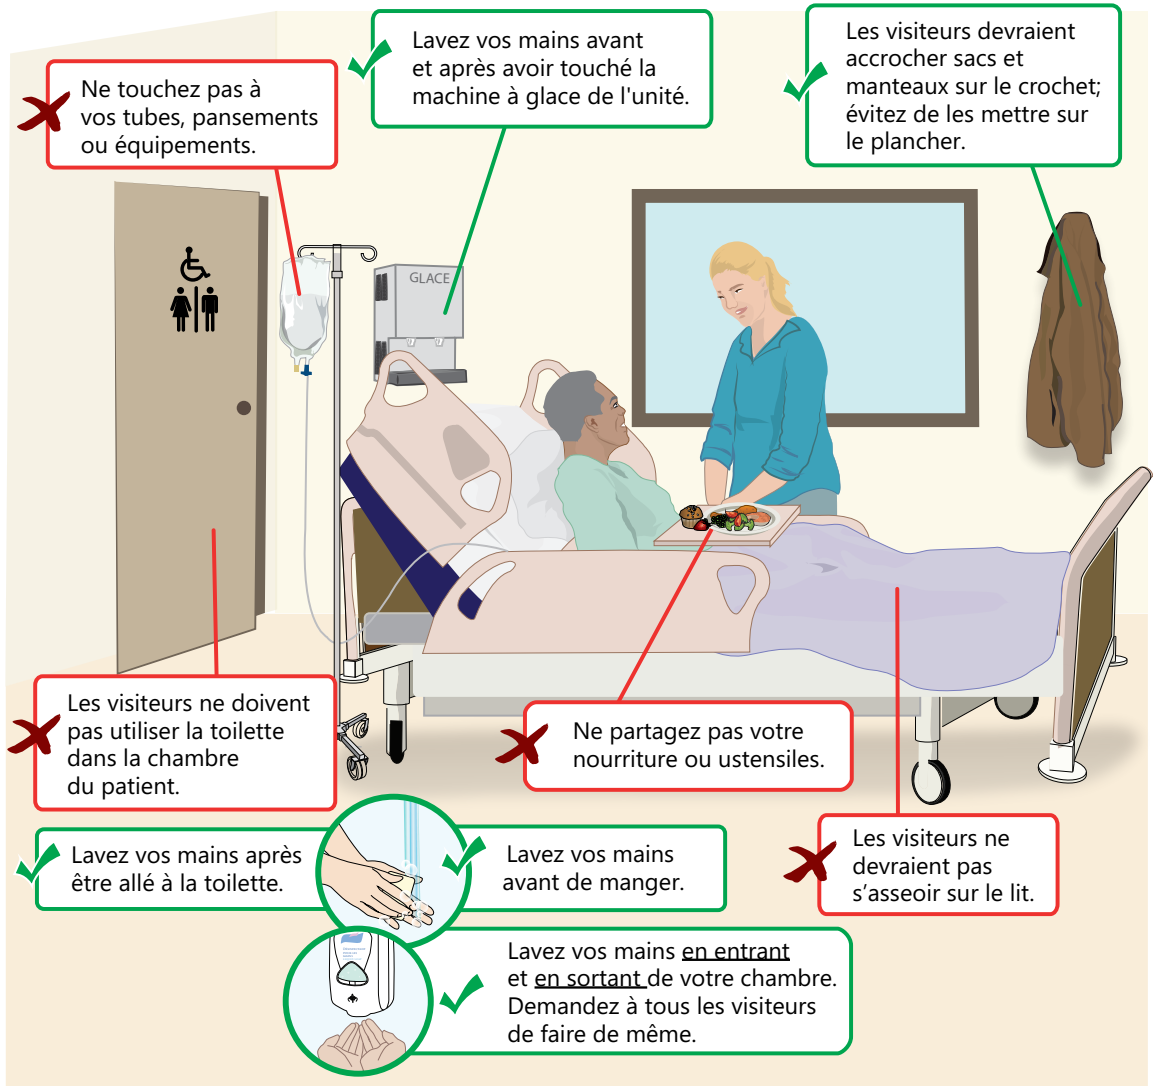 Ne touchez pas à
vos tubes, pansements
ou équipements.
Lavez vos mains avant
et après avoir touché la
machine à glace de l'unité.
Les visiteurs devraient
accrocher sacs et
manteaux sur le crochet;
évitez de les mettre sur
le plancher.
GLACE
Les visiteurs ne doivent
pas utiliser la toilette
dans la chambre
du patient.
Ne partagez pas votre
nourriture ou ustensiles.
Les visiteurs ne
devraient pas
s’asseoir sur le lit.
Lavez vos mains après
être allé à la toilette.
Lavez vos mains
avant de manger.
Lavez vos mains en entrant
et en sortant de votre chambre.
Demandez à tous les visiteurs
de faire de même.